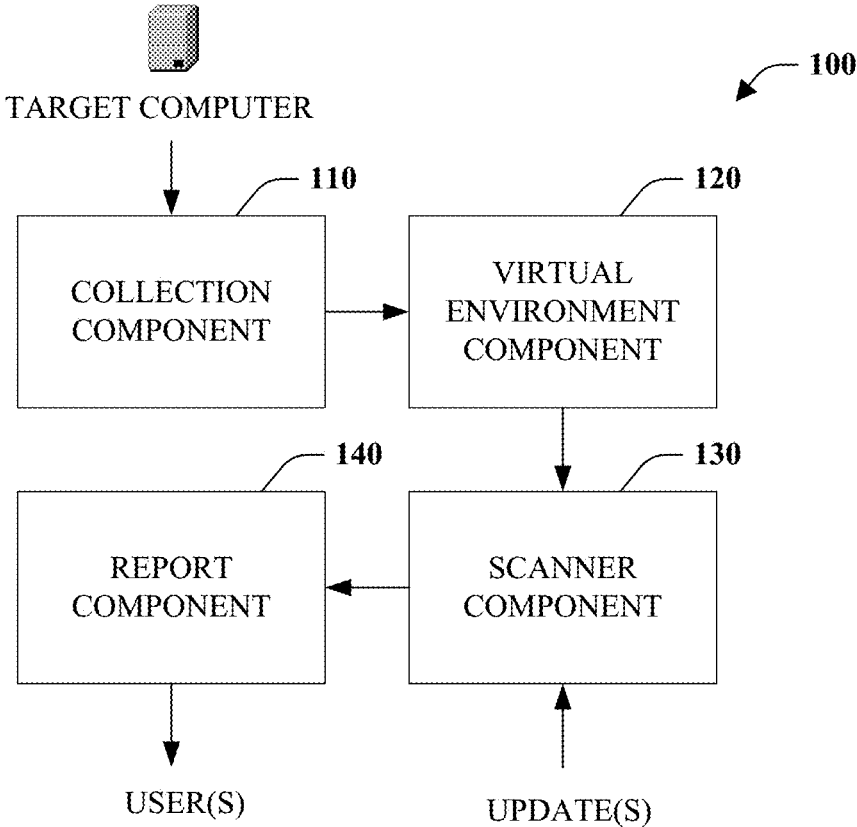 100
TARGET COMPUTER
110
120
COLLECTION
COMPONENT
VIRTUAL
ENVIRONMENT
COMPONENT
140
130
REPORT
COMPONENT
SCANNER
COMPONENT
USER(S)
UPDATE(S)